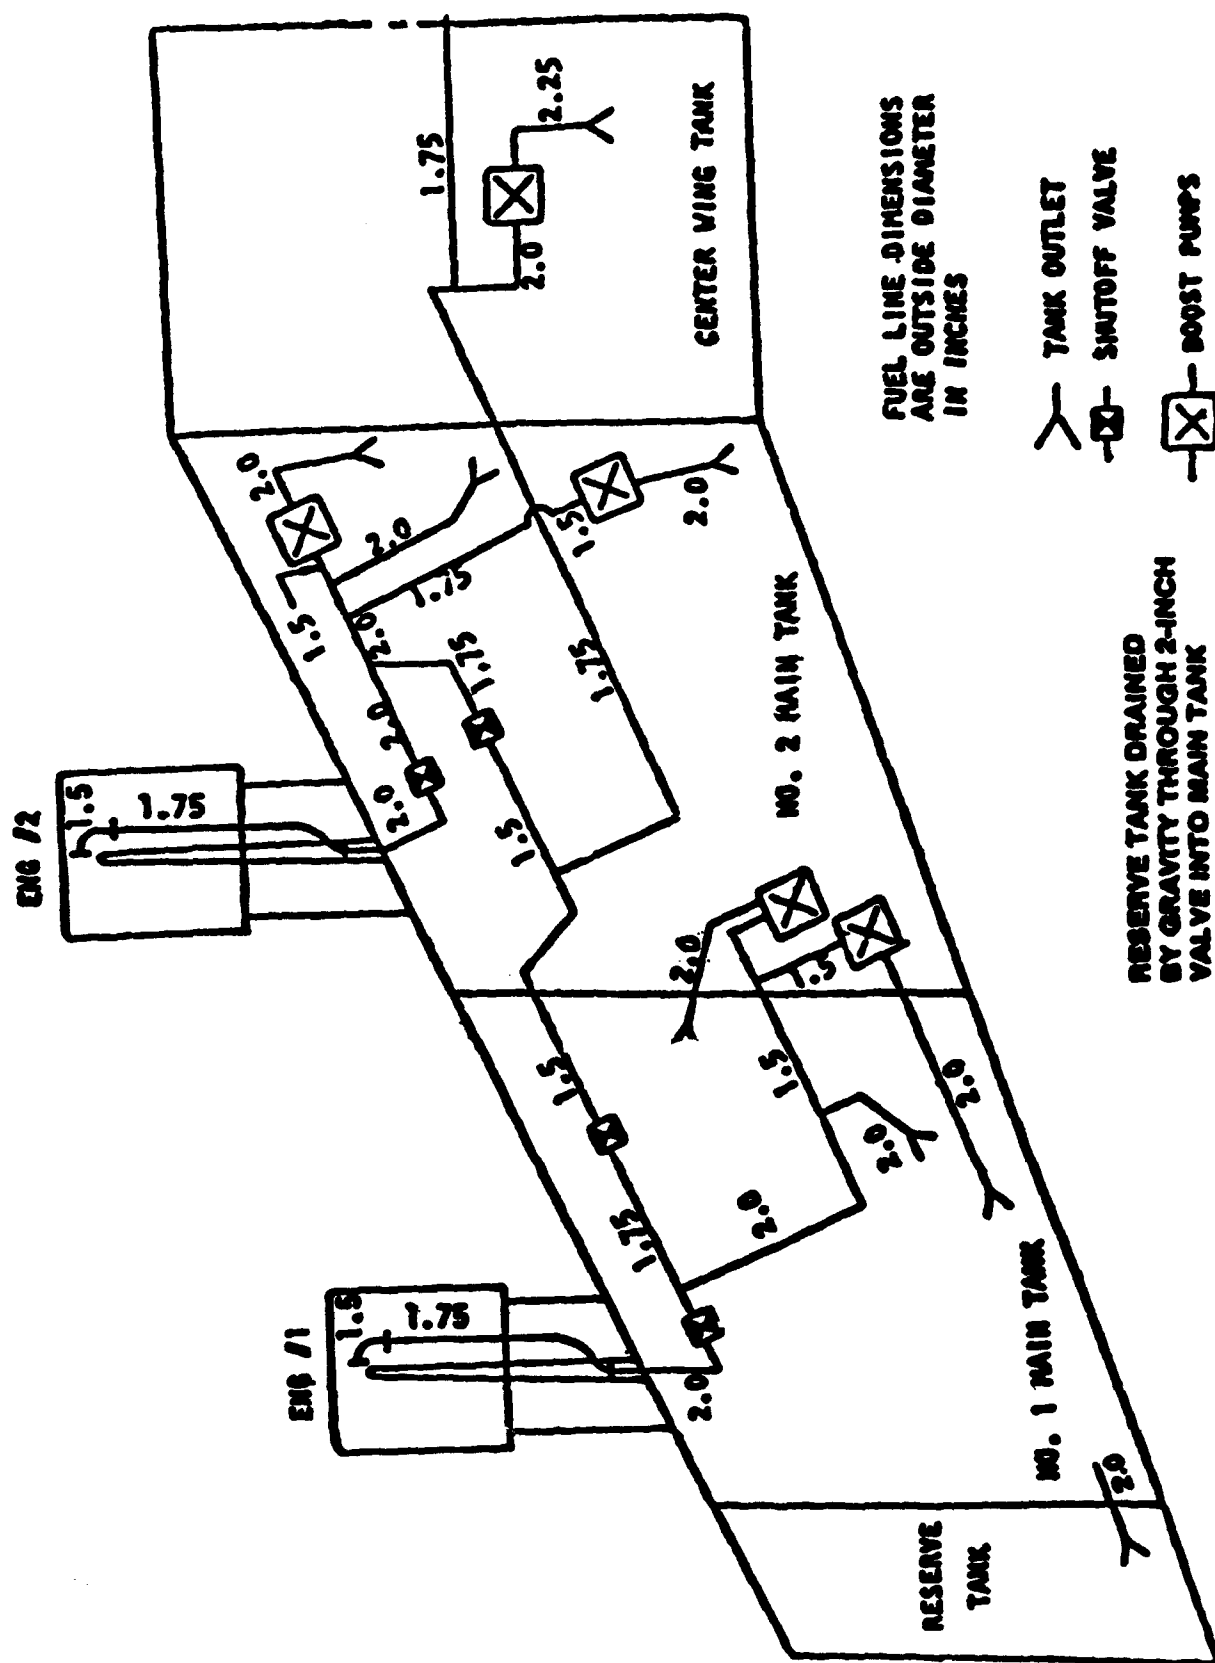 ENG #2
1.5
1.75
ENG #1
1.5
1.75
2.0
1.5
2.0
2.0
2.0
2.0
1.75
1.75
1.5
1.5
1.75
2.0
1.5
2.0
1.75
1.75
2.0
2.25
2.0
2.0
1.5
1.5
2.0
2.0
2.0
2.0
CENTER WING TANK
NO. 2 MAIN TANK
NO. 1 MAIN TANK
RESERVE
TANK
FUEL LINE DIMENSIONS
ARE OUTSIDE DIAMETER
IN INCHES
TANK OUTLET
SHUTOFF VALVE
BOOST PUMPS
RESERVE TANK DRAINED
BY GRAVITY THROUGH 2-INCH
VALVE INTO MAIN TANK